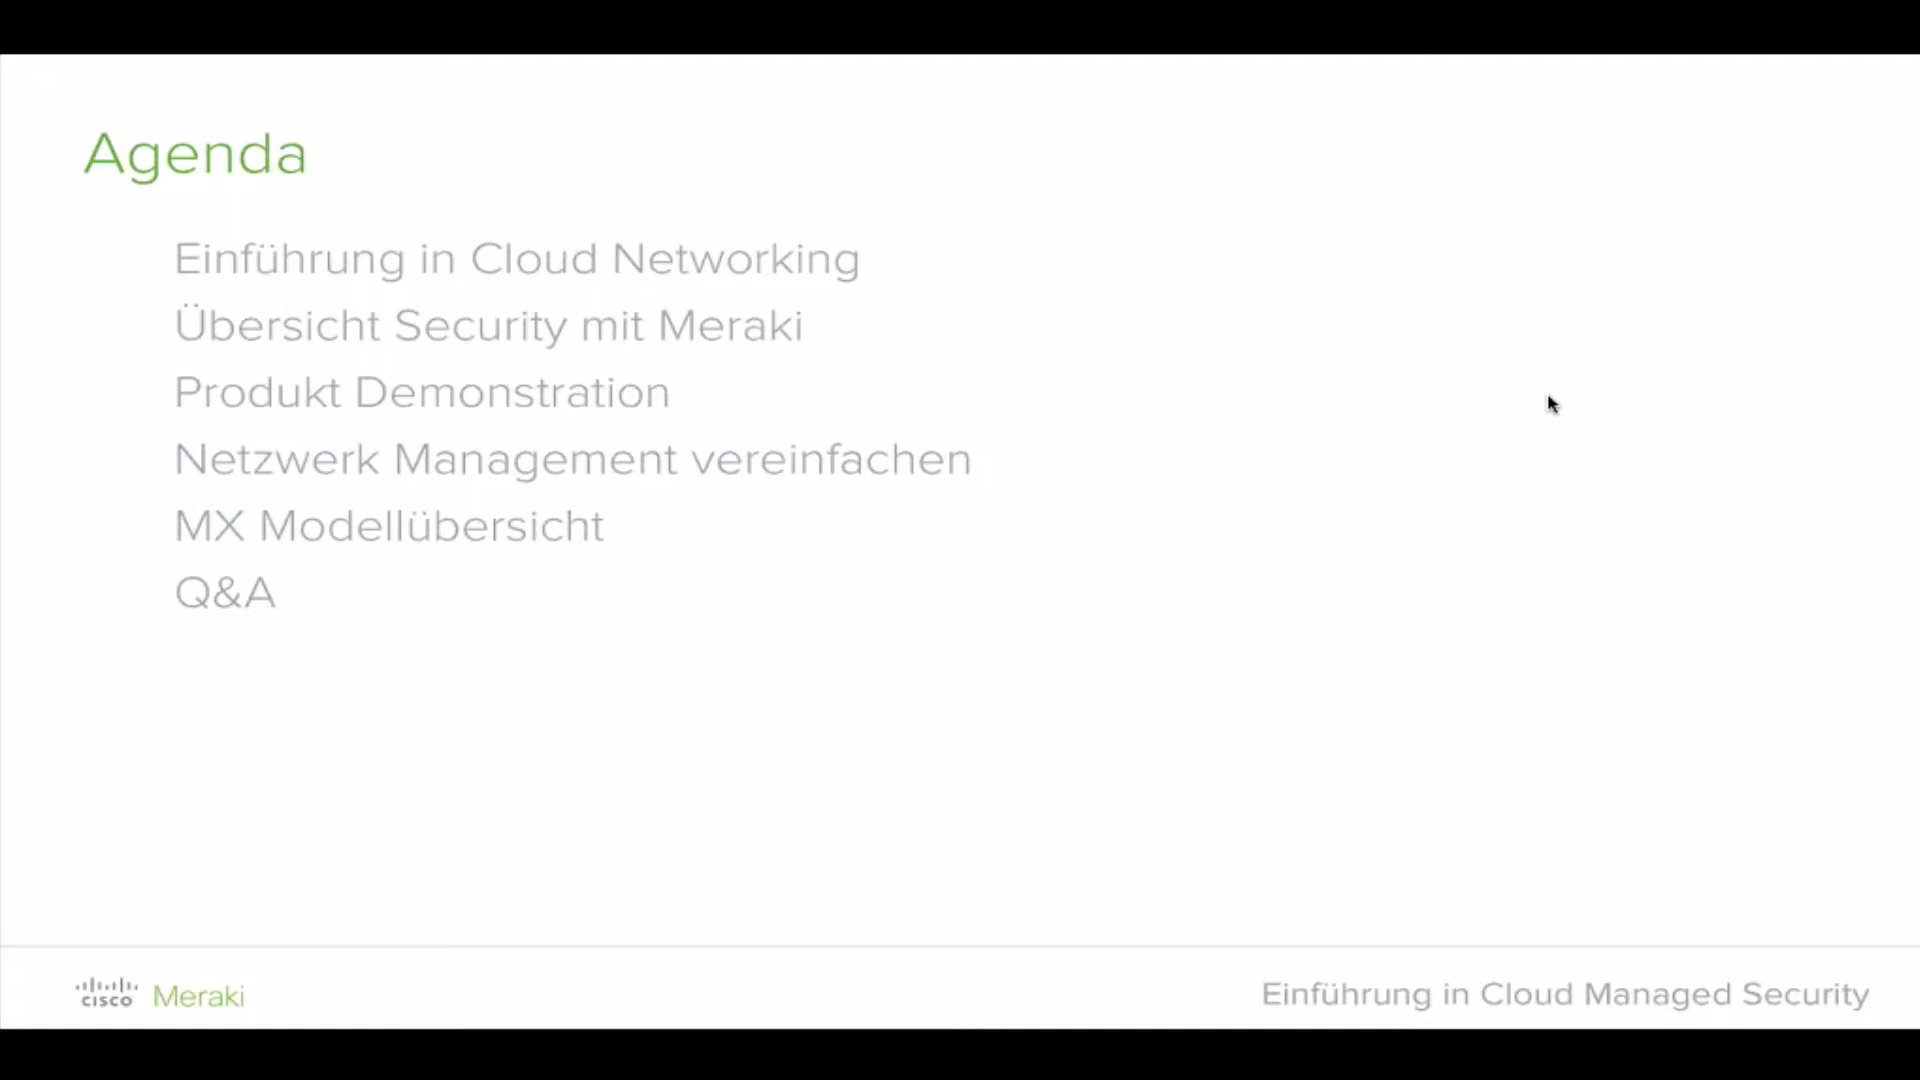 Agenda
Einführung in Cloud Networking
Übersicht Security mit Meraki
Produkt Demonstration
Netzwerk Management vereinfachen
MX Modellübersicht
Q&A
cisco Meraki
Einführung in Cloud Managed Security